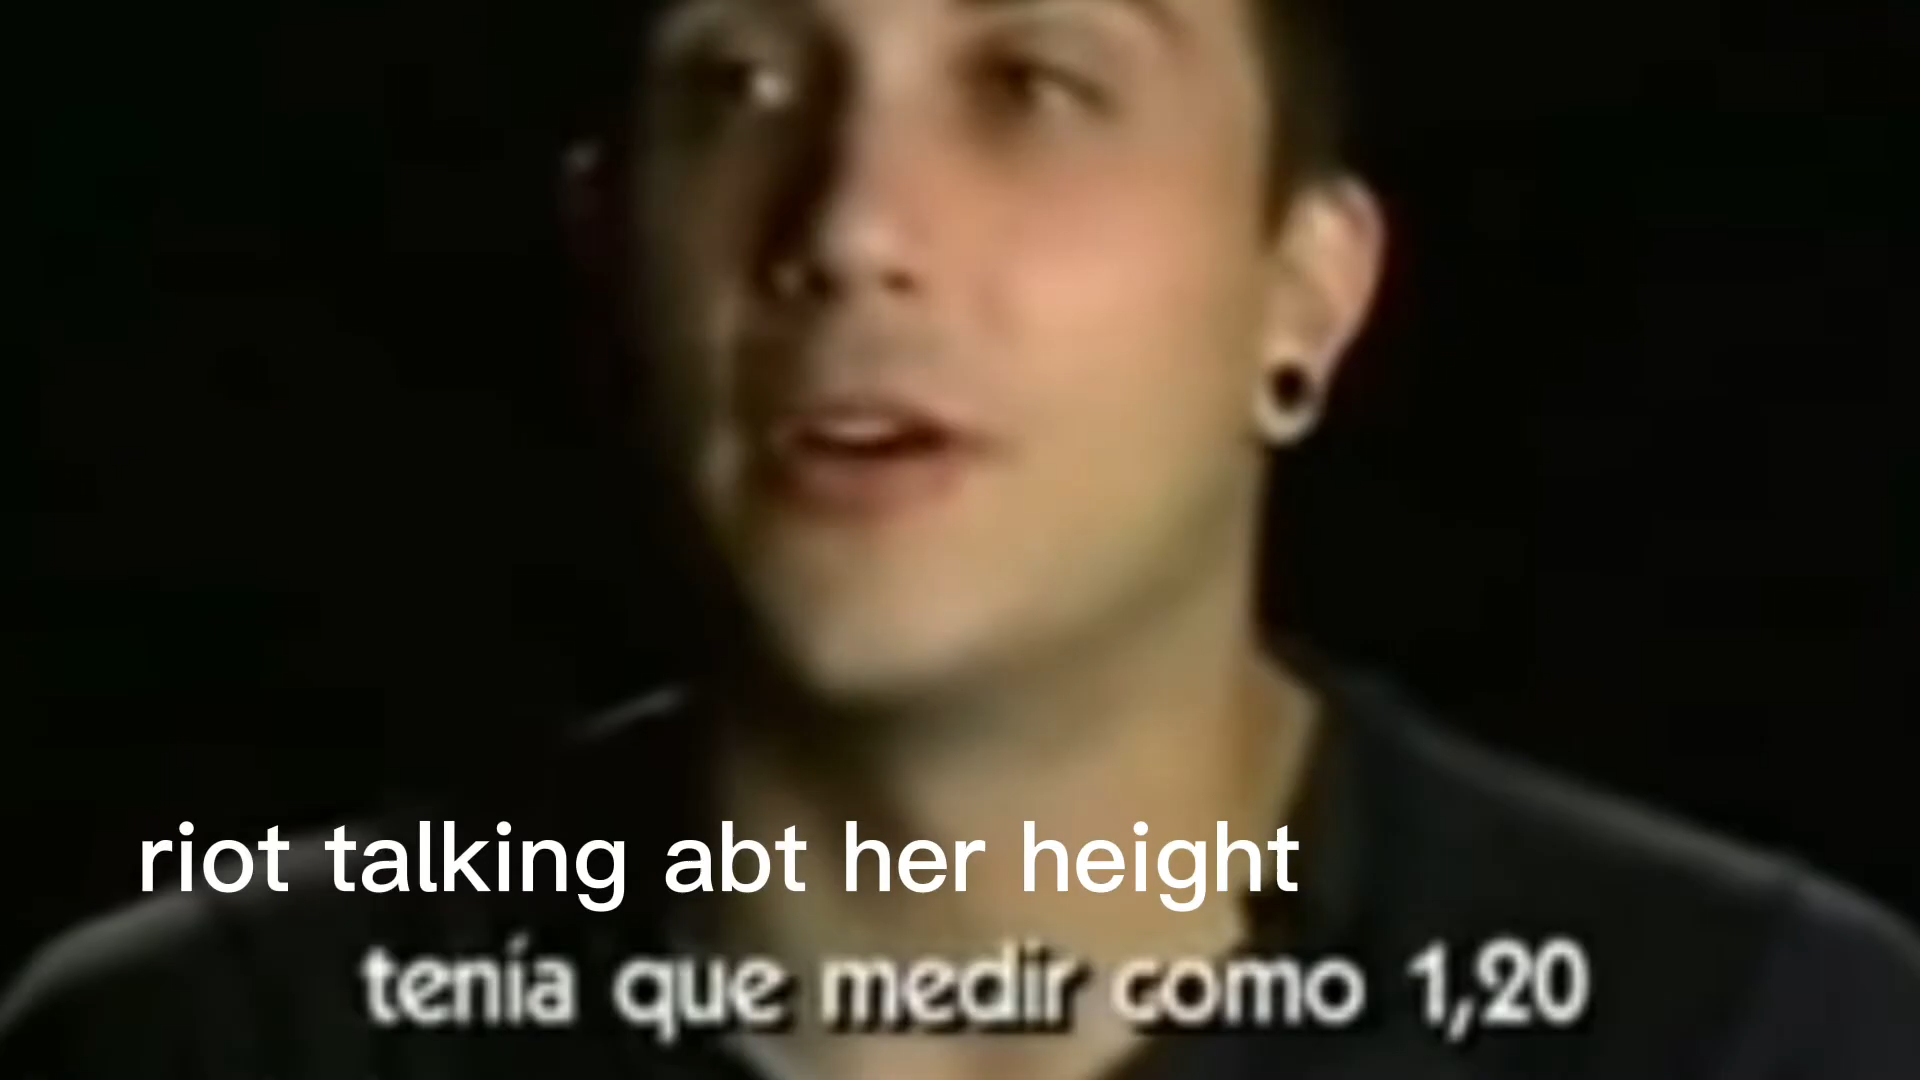 riot talking abt her height
tenía que medir como 1,20